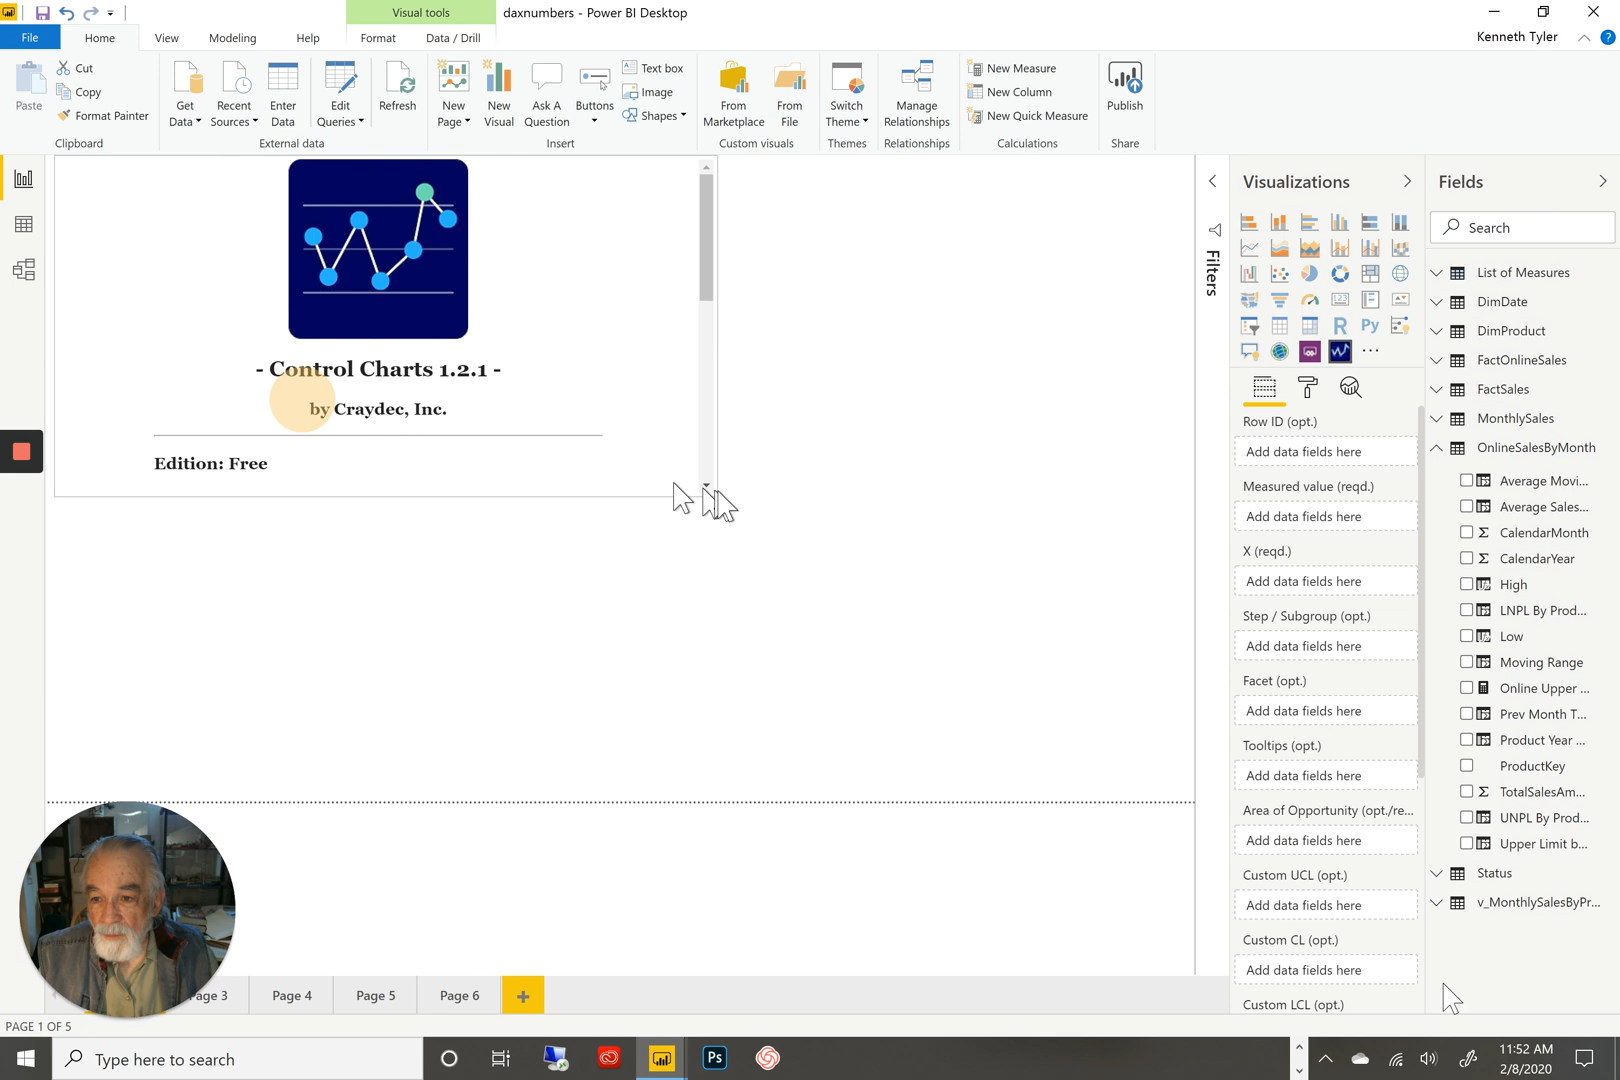 Visual tools
daxnumbers - Power BI Desktop
File
Home
View
Modeling
Help
Format
Data / Drill
Kenneth Tyler
?
Paste
Cut
Copy
Format Painter
Clipboard
Get
Data
Recent
Sources
Enter
Data
Edit
Queries
Refresh
External data
New
Page
New
Visual
Ask A
Question
Buttons
Text box
Image
Shapes
Insert
From
Marketplace
From
File
Custom visuals
Switch
Theme
Themes
Manage
Relationships
Relationships
New Measure
New Column
New Quick Measure
Calculations
Publish
Share
- Control Charts 1.2.1 -
by Craydec, Inc.
Edition: Free
Filters
Visualizations
123
R
Py
Row ID (opt.)
Add data fields here
Measured value (reqd.)
Add data fields here
X (reqd.)
Add data fields here
Step / Subgroup (opt.)
Add data fields here
Facet (opt.)
Add data fields here
Tooltips (opt.)
Add data fields here
Area of Opportunity (opt./re...
Add data fields here
Custom UCL (opt.)
Add data fields here
Custom CL (opt.)
Add data fields here
Custom LCL (opt.)
Fields
Search
List of Measures
DimDate
DimProduct
FactOnlineSales
FactSales
MonthlySales
OnlineSalesByMonth
Average Movi...
Average Sales...
CalendarMonth
CalendarYear
High
LNPL By Prod...
Low
Moving Range
Online Upper ...
Prev Month T...
Product Year ...
ProductKey
TotalSalesAm...
UNPL By Prod...
Upper Limit b...
Status
v_MonthlySalesByPr...
age 3
Page 4
Page 5
Page 6
+
PAGE 1 OF 5
Type here to search
Ps
11:52 AM
2/8/2020